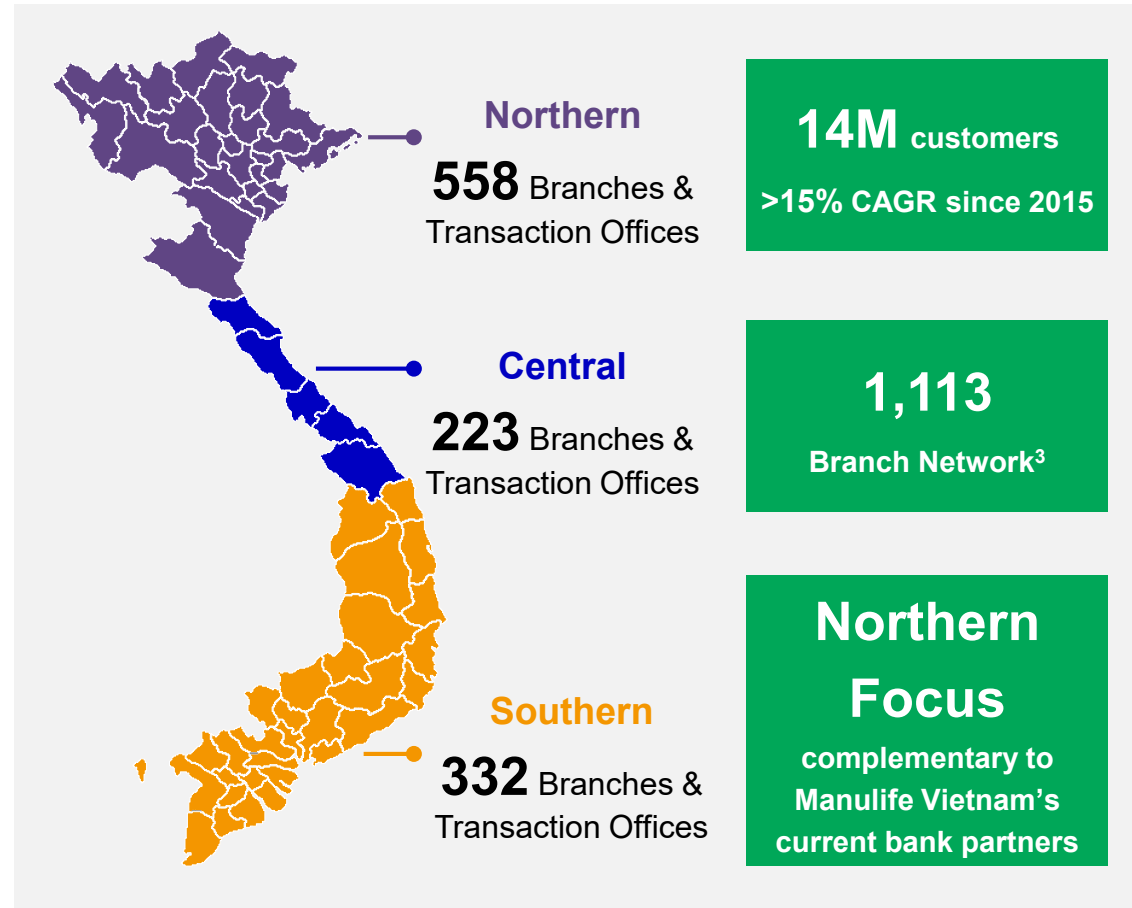 Northern
558 Branches &
Transaction Offices
Central
223 Branches &
Transaction Offices
Southern
332 Branches &
Transaction Offices
14M customers
>15% CAGR since 2015
1,113
Branch Network³
Northern
Focus
complementary to
Manulife Vietnam’s
current bank partners